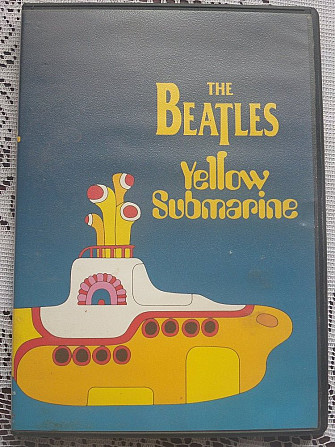 THE
BEATLES
Yellow
Submarine